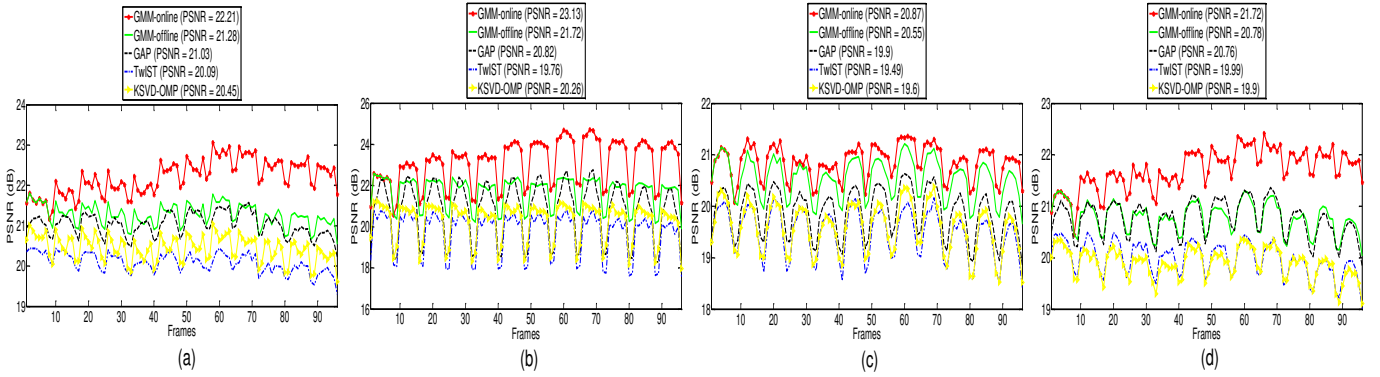 GMM-online (PSNR = 22.21)
GMM-offline (PSNR = 21.28)
GAP (PSNR = 21.03)
TwIST (PSNR = 20.09)
KSVD-OMP (PSNR = 20.45)
24
23
22
21
20
19
PSNR (dB)
10 20 30 40 50 60 70 80 90
Frames
(a)
GMM-online (PSNR = 23.13)
GMM-offline (PSNR = 21.72)
GAP (PSNR = 20.82)
TwIST (PSNR = 19.76)
KSVD-OMP (PSNR = 20.26)
26
24
22
20
18
16
PSNR (dB)
10 20 30 40 50 60 70 80 90
Frames
(b)
GMM-online (PSNR = 20.87)
GMM-offline (PSNR = 20.55)
GAP (PSNR = 19.9)
TwIST (PSNR = 19.49)
KSVD-OMP (PSNR = 19.6)
22
21
20
19
18
PSNR (dB)
10 20 30 40 50 60 70 80 90
Frames
(c)
GMM-online (PSNR = 21.72)
GMM-offline (PSNR = 20.78)
GAP (PSNR = 20.76)
TwIST (PSNR = 19.99)
KSVD-OMP (PSNR = 19.9)
23
22
21
20
19
PSNR (dB)
10 20 30 40 50 60 70 80 90
Frames
(d)